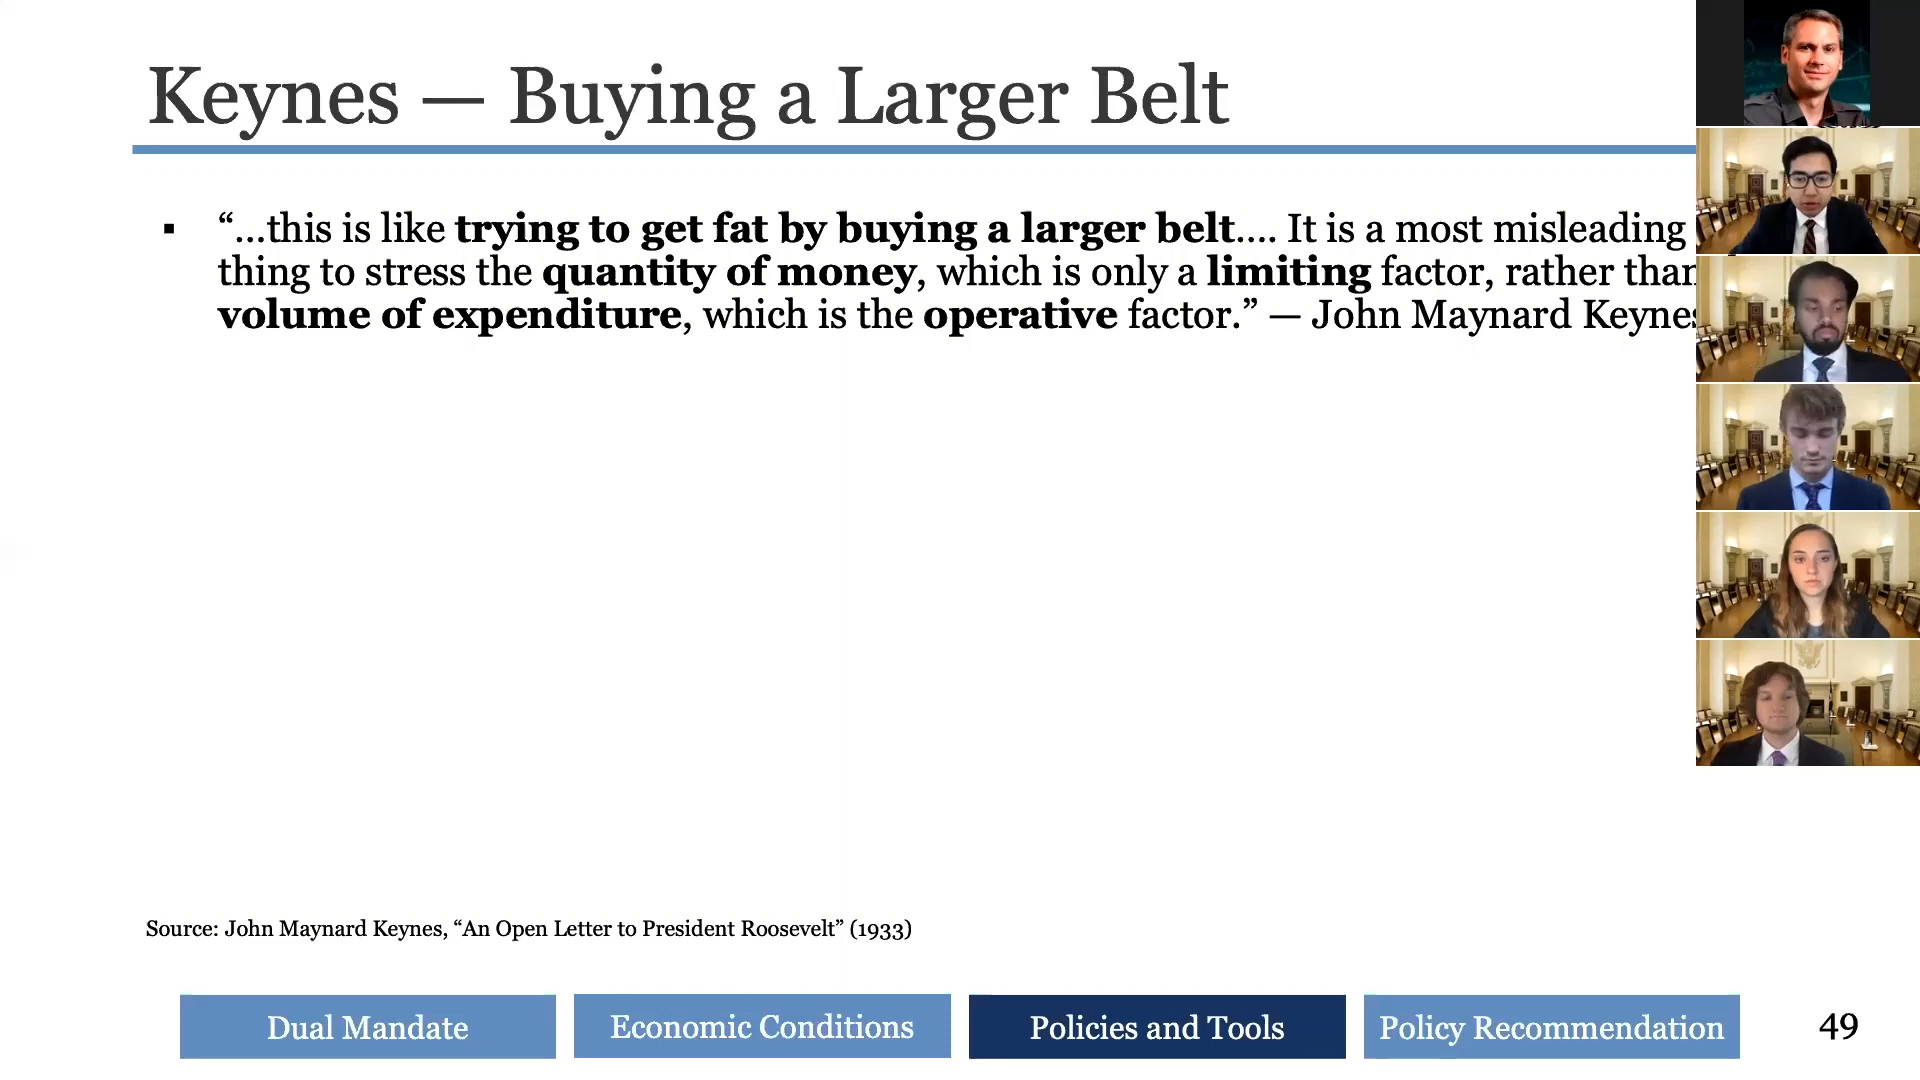 Keynes — Buying a Larger Belt
▪ “...this is like trying to get fat by buying a larger belt.... It is a most misleading
thing to stress the quantity of money, which is only a limiting factor, rather than
volume of expenditure, which is the operative factor.” — John Maynard Keynes
Source: John Maynard Keynes, “An Open Letter to President Roosevelt” (1933)
Dual Mandate
Economic Conditions
Policies and Tools
Policy Recommendation
49